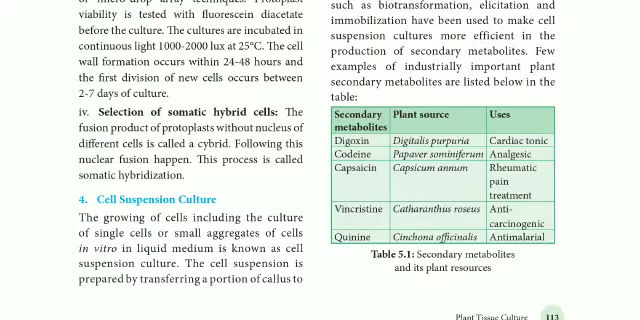 or micro-drop array techniques. Protoplast
viability is tested with fluorescein diacetate
before the culture. The cultures are incubated in
continuous light 1000-2000 lux at 25°C. The cell
wall formation occurs within 24-48 hours and
the first division of new cells occurs between
2-7 days of culture.
iv. Selection of somatic hybrid cells: The
fusion product of protoplasts without nucleus of
different cells is called a cybrid. Following this
nuclear fusion happen. This process is called
somatic hybridization.
4. Cell Suspension Culture
The growing of cells including the culture
of single cells or small aggregates of cells
in vitro in liquid medium is known as cell
suspension culture. The cell suspension is
prepared by transferring a portion of callus to
such as biotransformation, elicitation and
immobilization have been used to make cell
suspension cultures more efficient in the
production of secondary metabolites. Few
examples of industrially important plant
secondary metabolites are listed below in the
table:
Secondary Plant source Uses
metabolites
Digoxin Digitalis purpuria Cardiac tonic
Codeine Papaver sominiferum Analgesic
Capsaicin Capsicum annum Rheumatic
pain
treatment
Vincristine Catharanthus roseus Anti-
carcinogenic
Quinine Cinchona officinalis Antimalarial
Table 5.1: Secondary metabolites
and its plant resources
Plant Tissue Culture 113